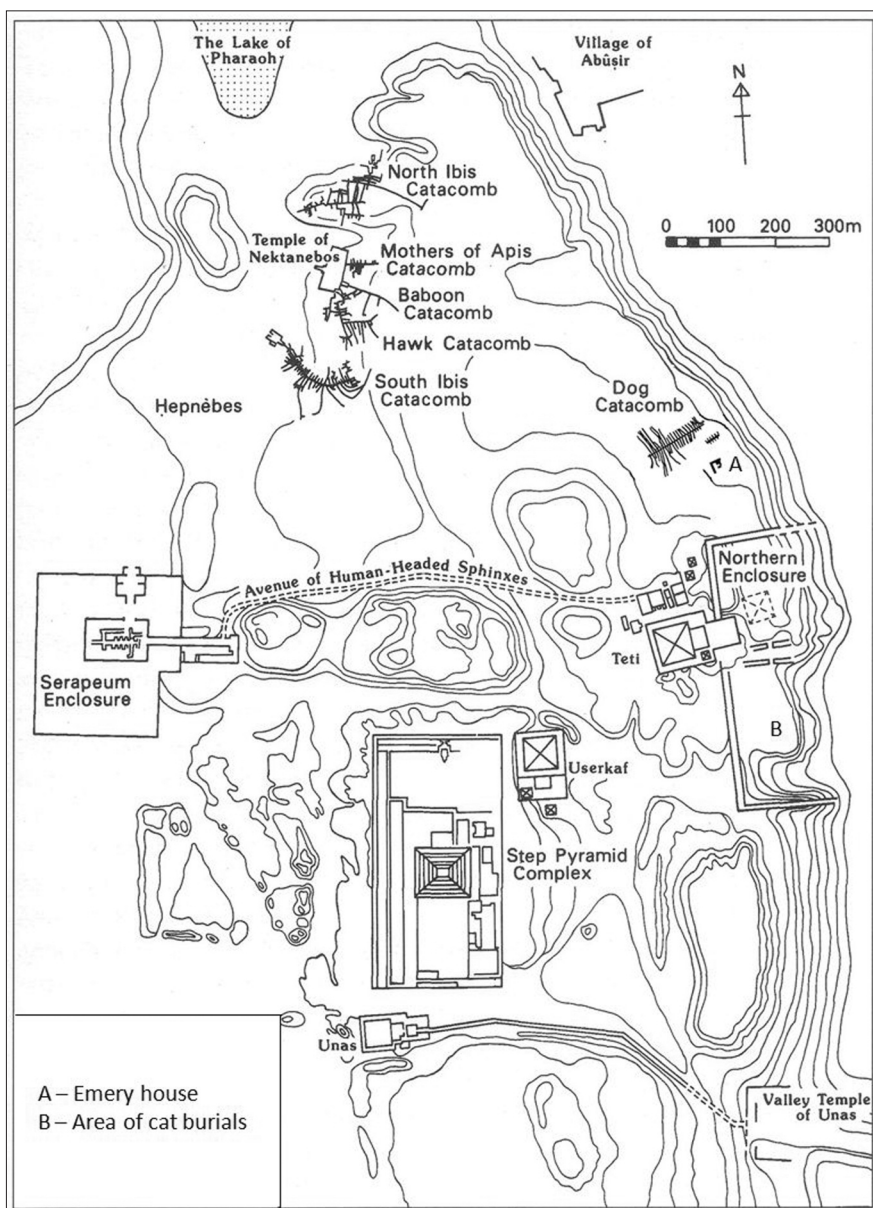 The Lake of
Pharaoh
Village of
Abûṣir
N
North Ibis
Catacomb
0 100 200 300m
Temple of
Nektanebos
Mothers of Apis
Catacomb
Baboon
Catacomb
Hawk Catacomb
South Ibis
Catacomb
Ḥepnēbes
Dog
Catacomb
A
Avenue of Human-Headed Sphinxes
Northern
Enclosure
Teti
Serapeum
Enclosure
B
Userkaf
Step Pyramid
Complex
Unas
A – Emery house
B – Area of cat burials
Valley Temple
of Unas